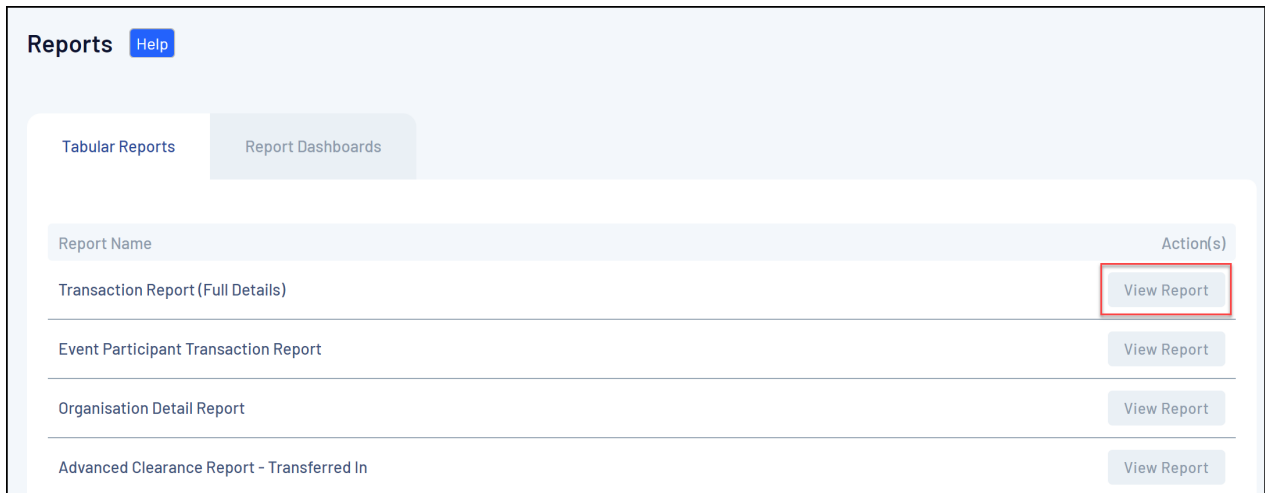 Reports Help
Tabular Reports Report Dashboards
Report Name Action(s)
Transaction Report (Full Details) View Report
Event Participant Transaction Report View Report
Organisation Detail Report View Report
Advanced Clearance Report - Transferred In View Report